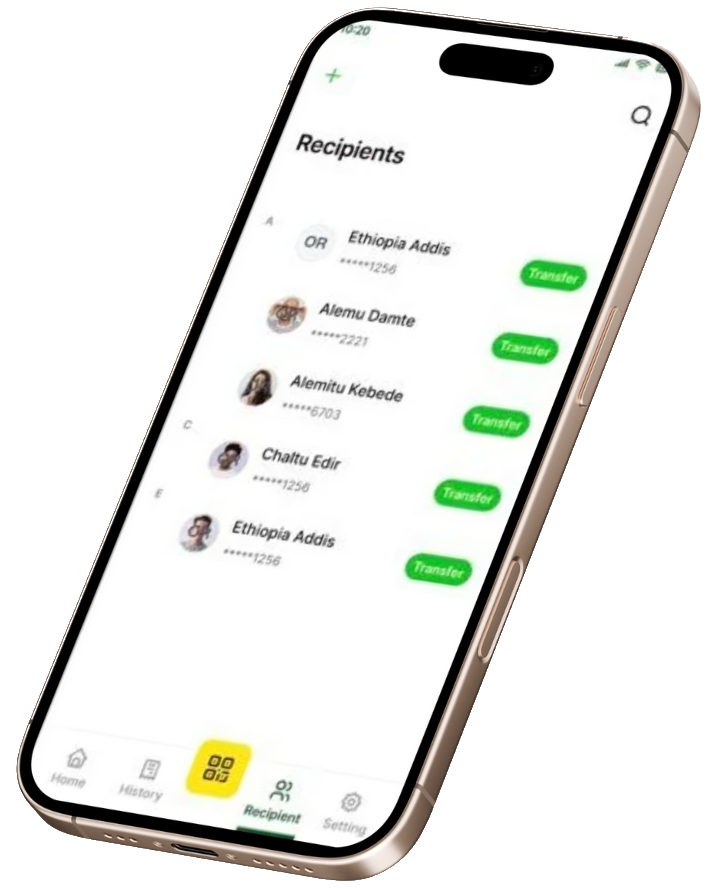 10:20
Recipients
A
OR
Ethiopia Addis
*****1256
Transfer
Alemu Damte
*****2221
Transfer
Alemitu Kebede
*****6703
Transfer
C
Chaltu Edir
*****1256
Transfer
E
Ethiopia Addis
*****1256
Transfer
Home
History
Recipient
Setting